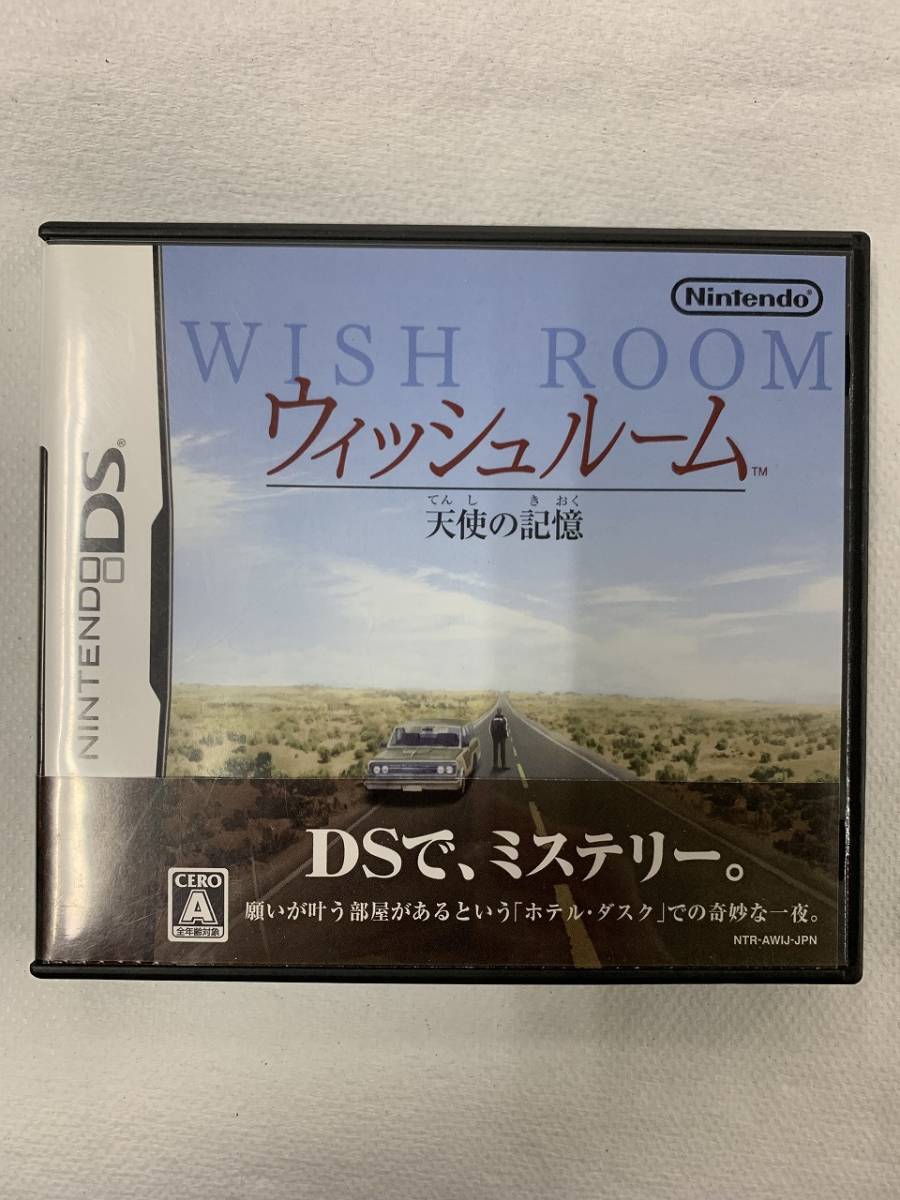 Nintendo®
WISH ROOM
ウィッシュルーム™
てんし きおく
天使の記憶
NINTENDO DS®
DSで、ミステリー。
願いが叶う部屋があるという「ホテル・ダスク」での奇妙な一夜。
CERO
A
全年齢対象
NTR-AWIJ-JPN